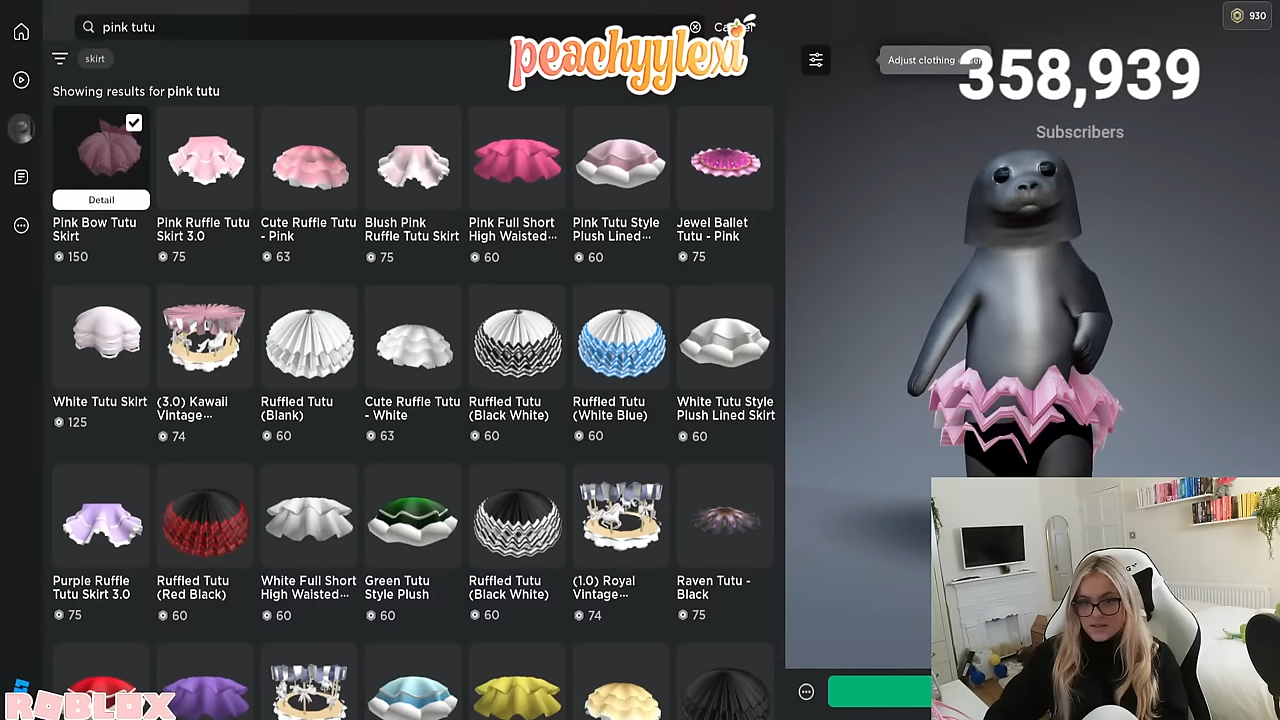 pink tutu
930
peachyylexi
skirt
Adjust clothing
358,939
Subscribers
Showing results for pink tutu
Detail
Pink Bow Tutu
Skirt
150
Pink Ruffle Tutu
Skirt 3.0
75
Cute Ruffle Tutu
- Pink
63
Blush Pink
Ruffle Tutu Skirt
75
Pink Full Short
High Waisted...
60
Pink Tutu Style
Plush Lined...
60
Jewel Ballet
Tutu - Pink
75
White Tutu Skirt
125
(3.0) Kawaii
Vintage...
74
Ruffled Tutu
(Blank)
60
Cute Ruffle Tutu
- White
63
Ruffled Tutu
(Black White)
60
Ruffled Tutu
(White Blue)
60
White Tutu Style
Plush Lined Skirt
60
Purple Ruffle
Tutu Skirt 3.0
75
Ruffled Tutu
(Red Black)
60
White Full Short
High Waisted...
60
Green Tutu
Style Plush
60
Ruffled Tutu
(Black White)
60
(1.0) Royal
Vintage...
74
Raven Tutu -
Black
75
ROBLOX